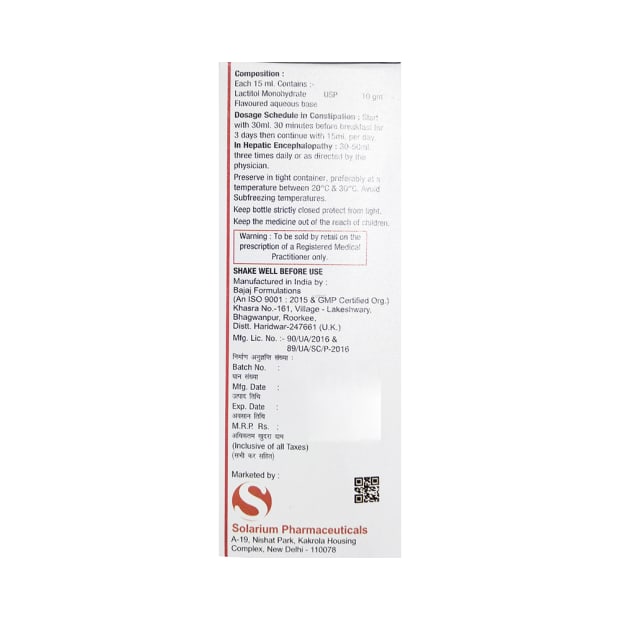 Composition :
Each 15 ml. Contains :-
Lactitol Monohydrate USP 10 gm
Flavoured aqueous base
Dosage Schedule in Constipation : Start
with 30ml. 30 minutes before breakfast for
3 days then continue with 15ml. per day.
In Hepatic Encephalopathy : 30-50ml.
three times daily or as directed by the
physician.
Preserve in tight container, preferably at a
temperature between 20°C & 30°C. Avoid
Subfreezing temperatures.
Keep bottle strictly closed protect from light.
Keep the medicine out of the reach of children.
Warning : To be sold by retail on the
prescription of a Registered Medical
Practitioner only.
SHAKE WELL BEFORE USE
Manufactured in India by :
Bajaj Formulations
(An ISO 9001 : 2015 & GMP Certified Org.)
Khasra No.-161, Village - Lakeshwary,
Bhagwanpur, Roorkee,
Distt. Haridwar-247661 (U.K.)
Mfg. Lic. No. :- 90/UA/2016 &
89/UA/SC/P-2016
निर्माण अनुज्ञप्ति संख्या :
Batch No. :
घान संख्या
Mfg. Date :
उत्पाद तिथि
Exp. Date :
अवसान तिथि
M.R.P. Rs. :
अधिकतम खुदरा दाम
(Inclusive of all Taxes)
(सभी कर सहित)
Marketed by :
S
Solarium Pharmaceuticals
A-19, Nishat Park, Kakrola Housing
Complex, New Delhi - 110078